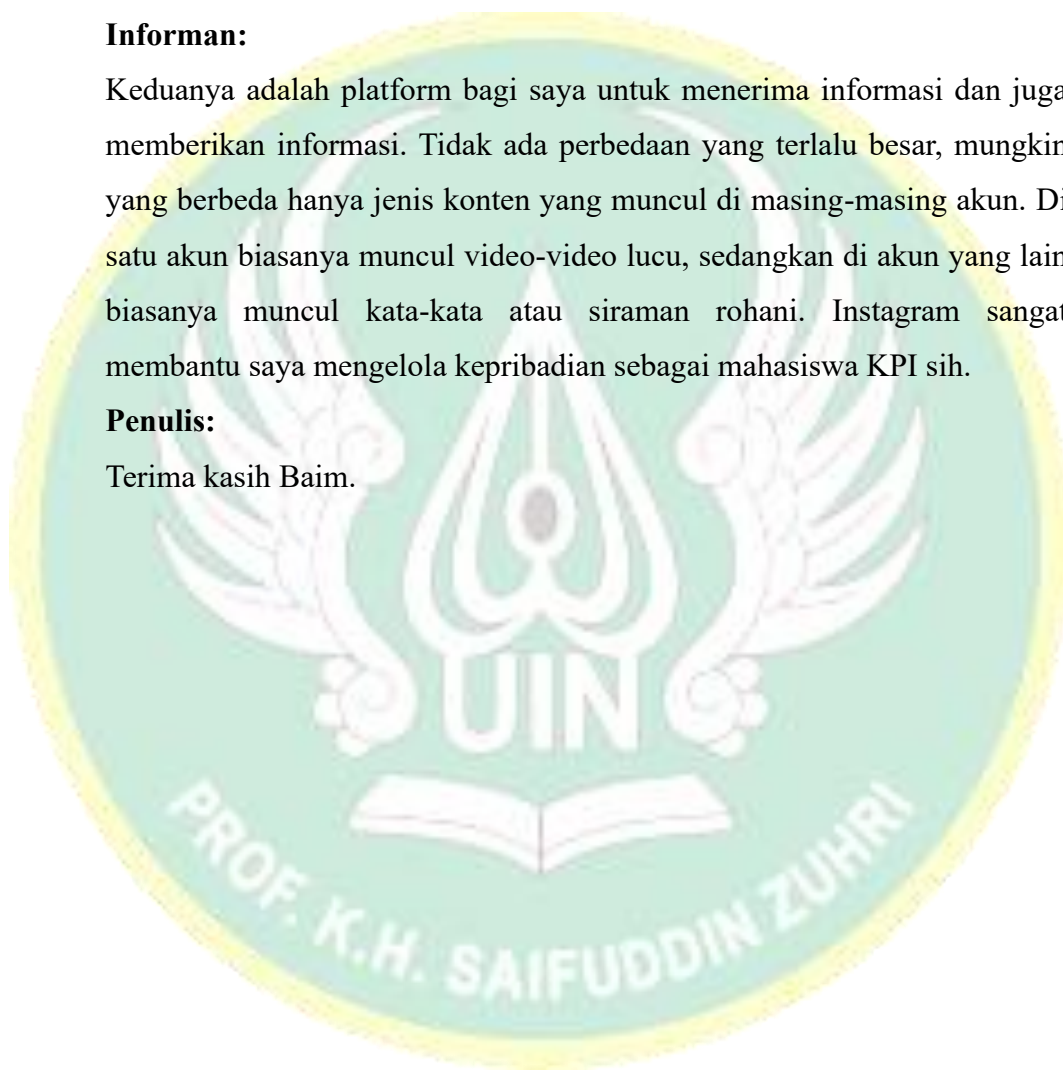 Informan:
Keduanya adalah platform bagi saya untuk menerima informasi dan juga
memberikan informasi. Tidak ada perbedaan yang terlalu besar, mungkin
yang berbeda hanya jenis konten yang muncul di masing-masing akun. Di
satu akun biasanya muncul video-video lucu, sedangkan di akun yang lain
biasanya muncul kata-kata atau siraman rohani. Instagram sangat
membantu saya mengelola kepribadian sebagai mahasiswa KPI sih.
Penulis:
Terima kasih Baim.
UIN
PROF. K.H. SAIFUDDIN ZUHRI